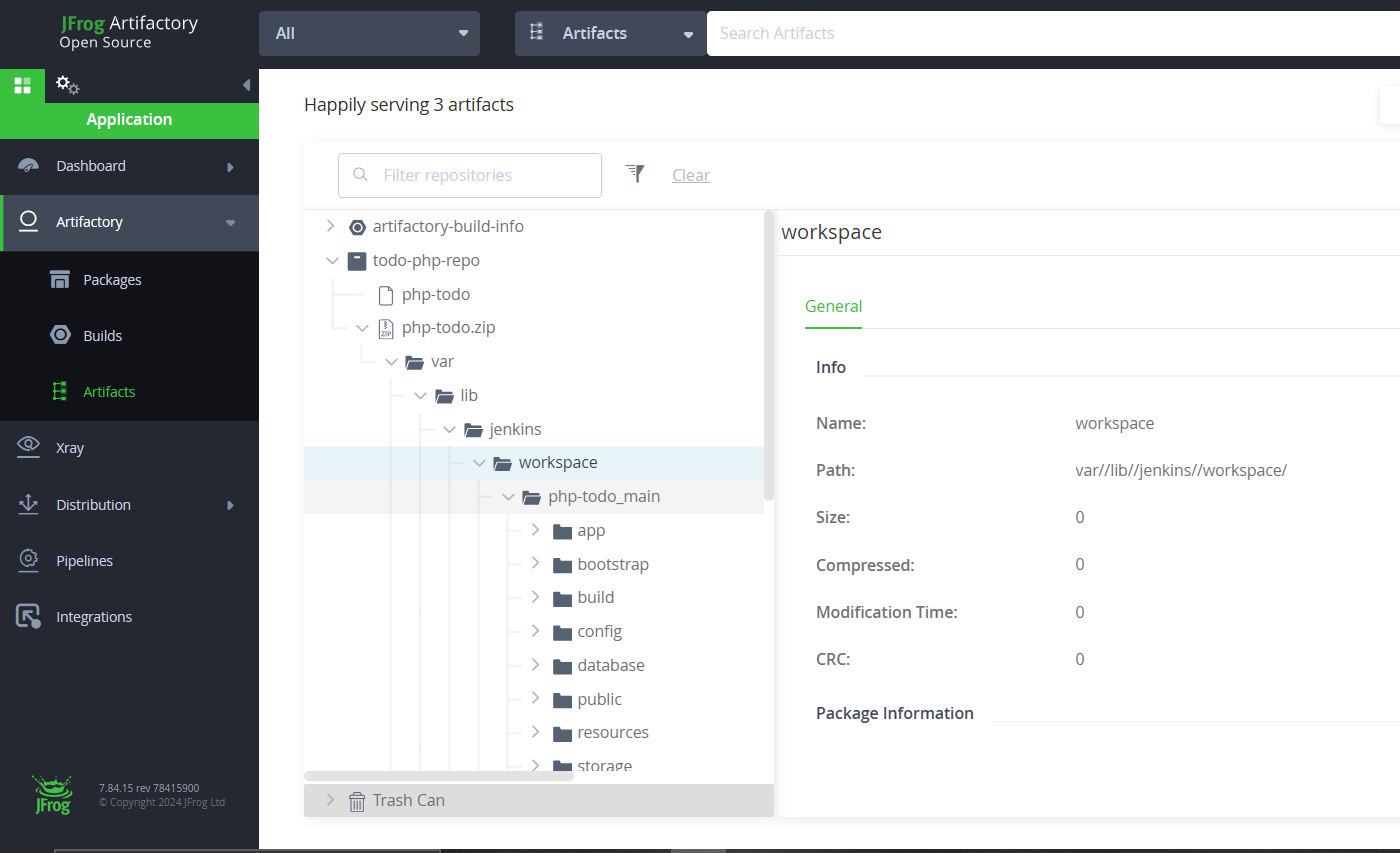 JFrog Artifactory
Open Source
All
Artifacts
Search Artifacts
Application
Dashboard
Artifactory
Packages
Builds
Artifacts
Xray
Distribution
Pipelines
Integrations
JFrog
7.84.15 rev 78415900
© Copyright 2024 JFrog Ltd
Happily serving 3 artifacts
Filter repositories
Clear
artifactory-build-info
todo-php-repo
php-todo
ZIP
php-todo.zip
var
lib
jenkins
workspace
php-todo_main
app
bootstrap
build
config
database
public
resources
storage
Trash Can
workspace
General
Info
Name: workspace
Path: var//lib//jenkins//workspace/
Size: 0
Compressed: 0
Modification Time: 0
CRC: 0
Package Information